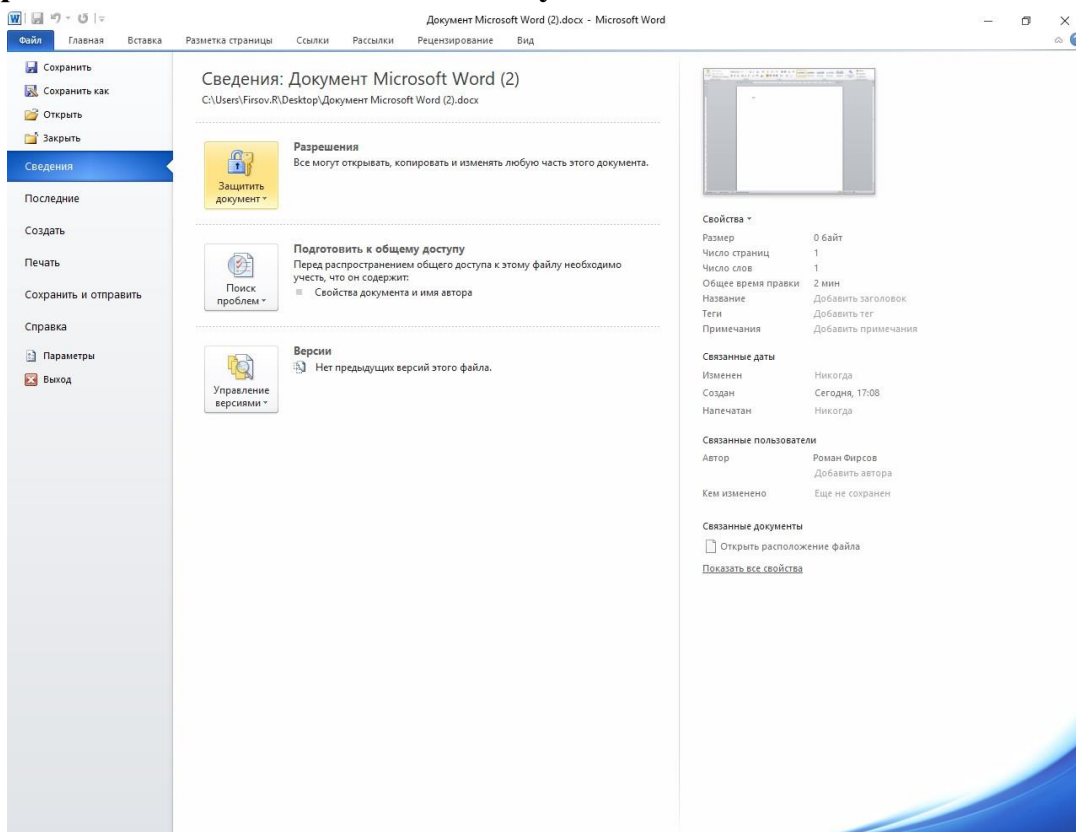 Документ Microsoft Word (2).docx - Microsoft Word
Файл Главная Вставка Разметка страницы Ссылки Рассылки Рецензирование Вид
Сохранить
Сохранить как
Открыть
Закрыть
Сведения
Последние
Создать
Печать
Сохранить и отправить
Справка
Параметры
Выход
Сведения: Документ Microsoft Word (2)
C:\Users\Firsov.R\Desktop\Документ Microsoft Word (2).docx
Защитить
документ
Разрешения
Все могут открывать, копировать и изменять любую часть этого документа.
Поиск
проблем
Подготовить к общему доступу
Перед распространением общего доступа к этому файлу необходимо
учесть, что он содержит:
Свойства документа и имя автора
Управление
версиями
Версии
Нет предыдущих версий этого файла.
Свойства
Размер 0 байт
Число страниц 1
Число слов 1
Общее время правки 2 мин
Название Добавить заголовок
Теги Добавить тег
Примечания Добавить примечания
Связанные даты
Изменен Никогда
Создан Сегодня, 17:08
Напечатан Никогда
Связанные пользователи
Автор Роман Фирсов
Добавить автора
Кем изменено Еще не сохранен
Связанные документы
Открыть расположение файла
Показать все свойства